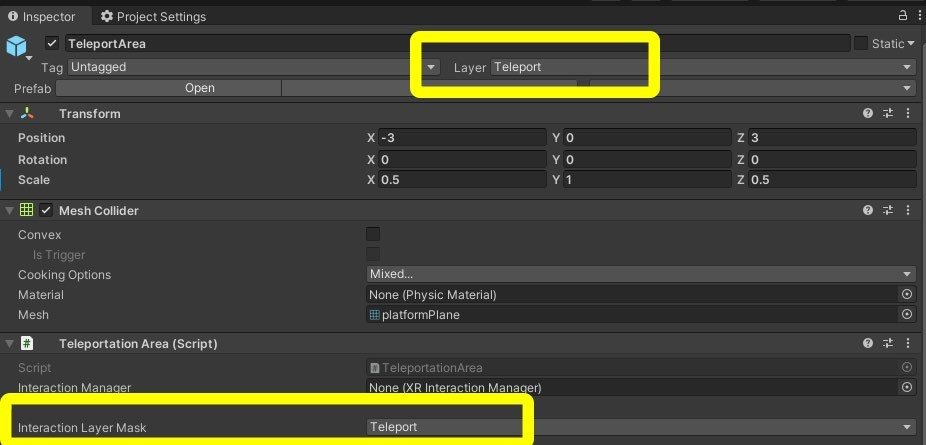 Inspector Project Settings
TeleportArea Static
Tag Untagged Layer Teleport
Prefab Open
Transform
Position X -3 Y 0 Z 3
Rotation X 0 Y 0 Z 0
Scale X 0.5 Y 1 Z 0.5
Mesh Collider
Convex
Is Trigger
Cooking Options Mixed...
Material None (Physic Material)
Mesh platformPlane
Teleportation Area (Script)
Script TeleportationArea
Interaction Manager None (XR Interaction Manager)
Interaction Layer Mask Teleport